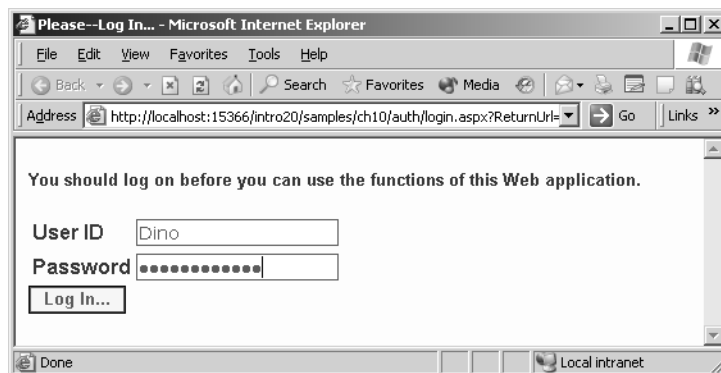 Please--Log In... - Microsoft Internet Explorer
File Edit View Favorites Tools Help
Back Search Favorites Media
Address http://localhost:15366/intro20/samples/ch10/auth/login.aspx?ReturnUrl= Go Links »
You should log on before you can use the functions of this Web application.
User ID Dino
Password ••••••••••••
Log In...
Done Local intranet